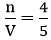 n/V = 4/5